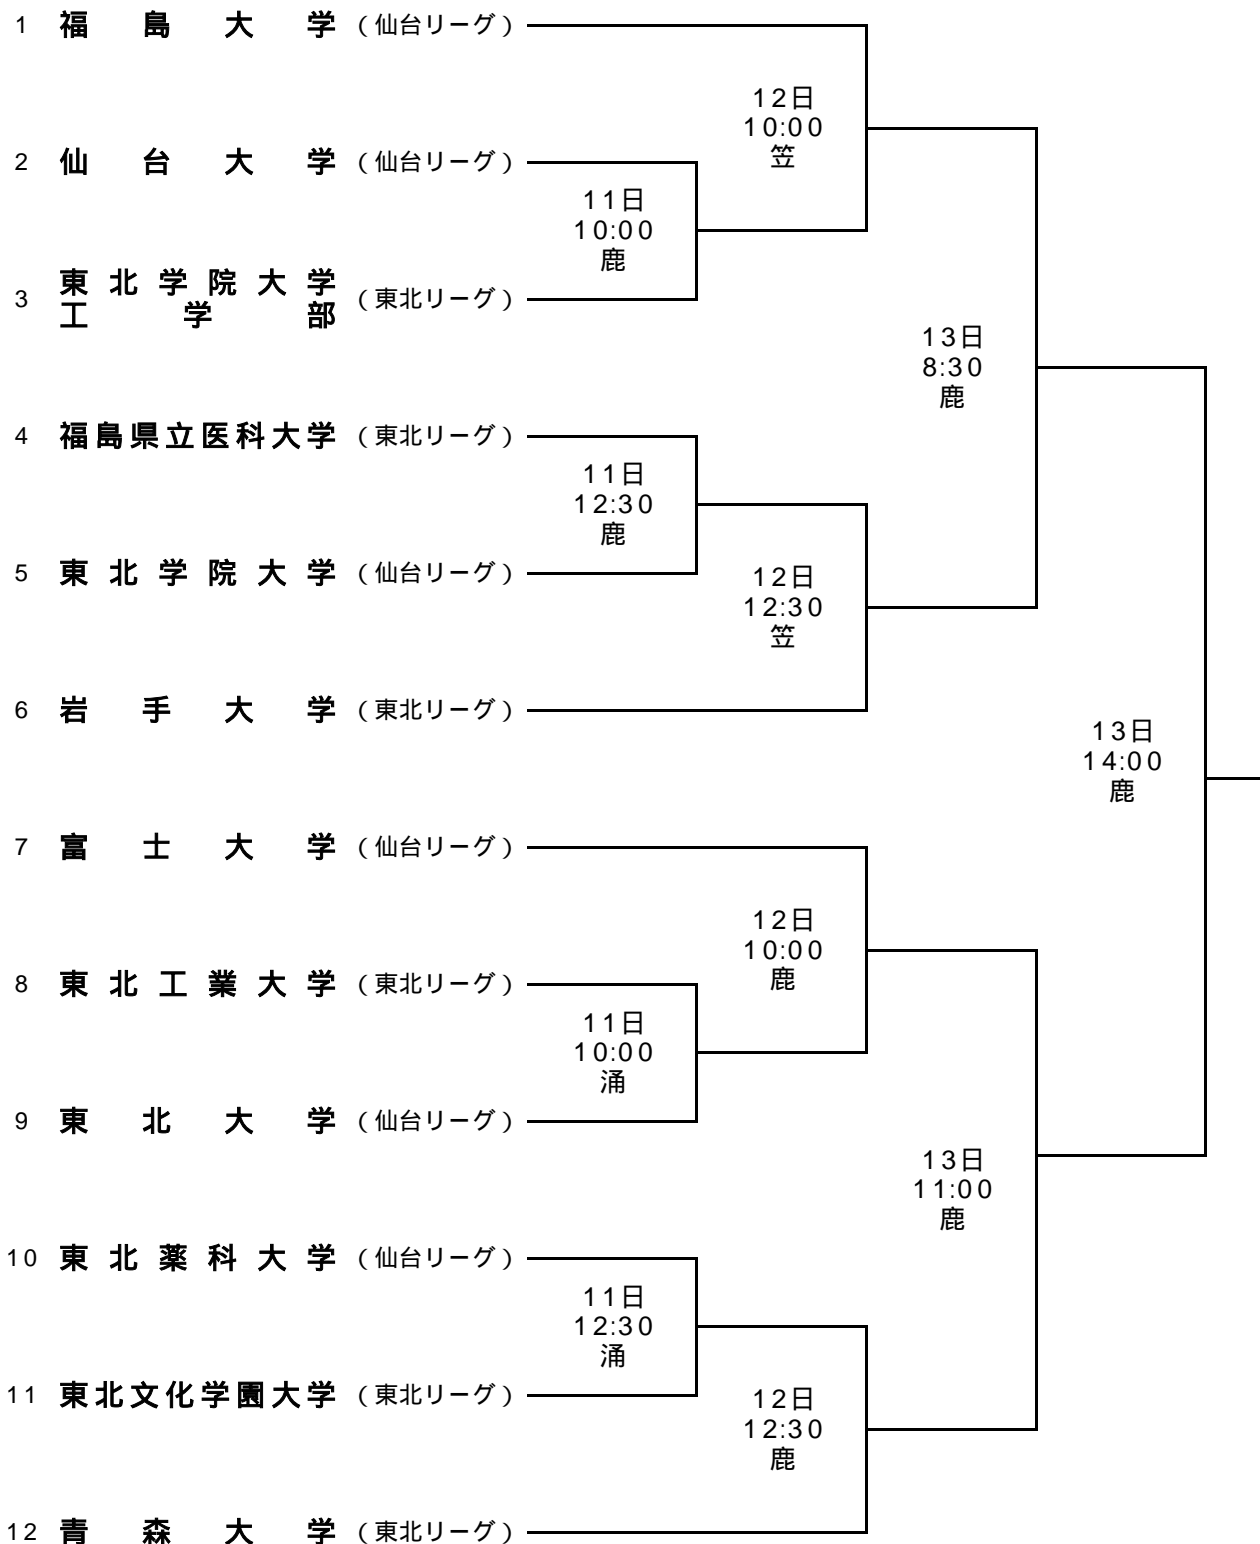 1 福島大学 (仙台リーグ)
12日
10:00
笠
2 仙台大学 (仙台リーグ)
11日
10:00
鹿
3 東北学院大学
工学部 (東北リーグ)
13日
8:30
鹿
4 福島県立医科大学 (東北リーグ)
11日
12:30
鹿
5 東北学院大学 (仙台リーグ)
12日
12:30
笠
6 岩手大学 (東北リーグ)
13日
14:00
鹿
7 富士大学 (仙台リーグ)
12日
10:00
鹿
8 東北工業大学 (東北リーグ)
11日
10:00
涌
9 東北大学 (仙台リーグ)
13日
11:00
鹿
10 東北薬科大学 (仙台リーグ)
11日
12:30
涌
11 東北文化学園大学 (東北リーグ)
12日
12:30
鹿
12 青森大学 (東北リーグ)